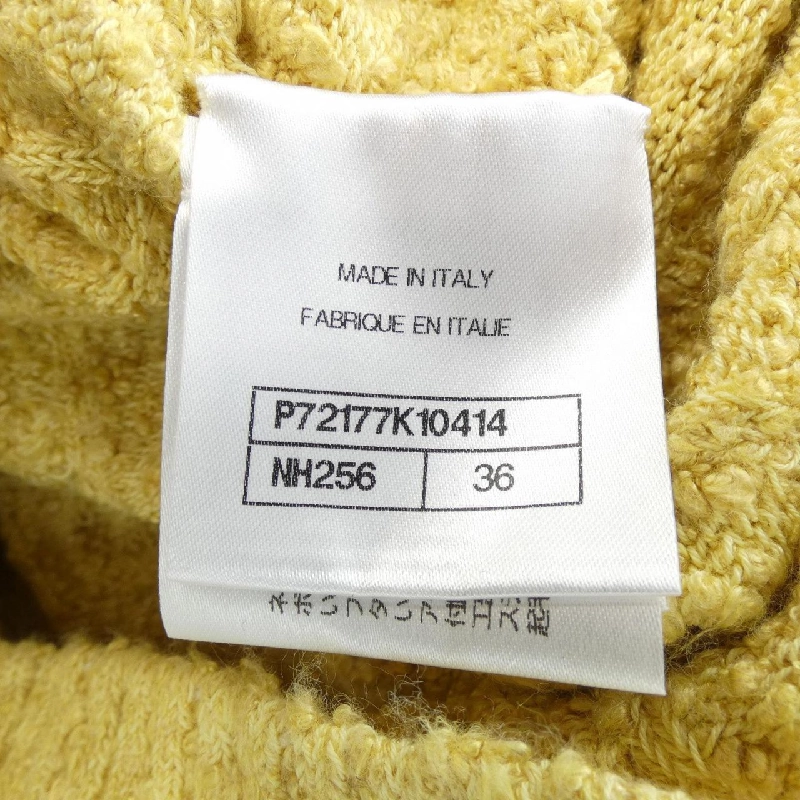 MADE IN ITALY
FABRIQUE EN ITALIE
P72177K10414
NH256 36